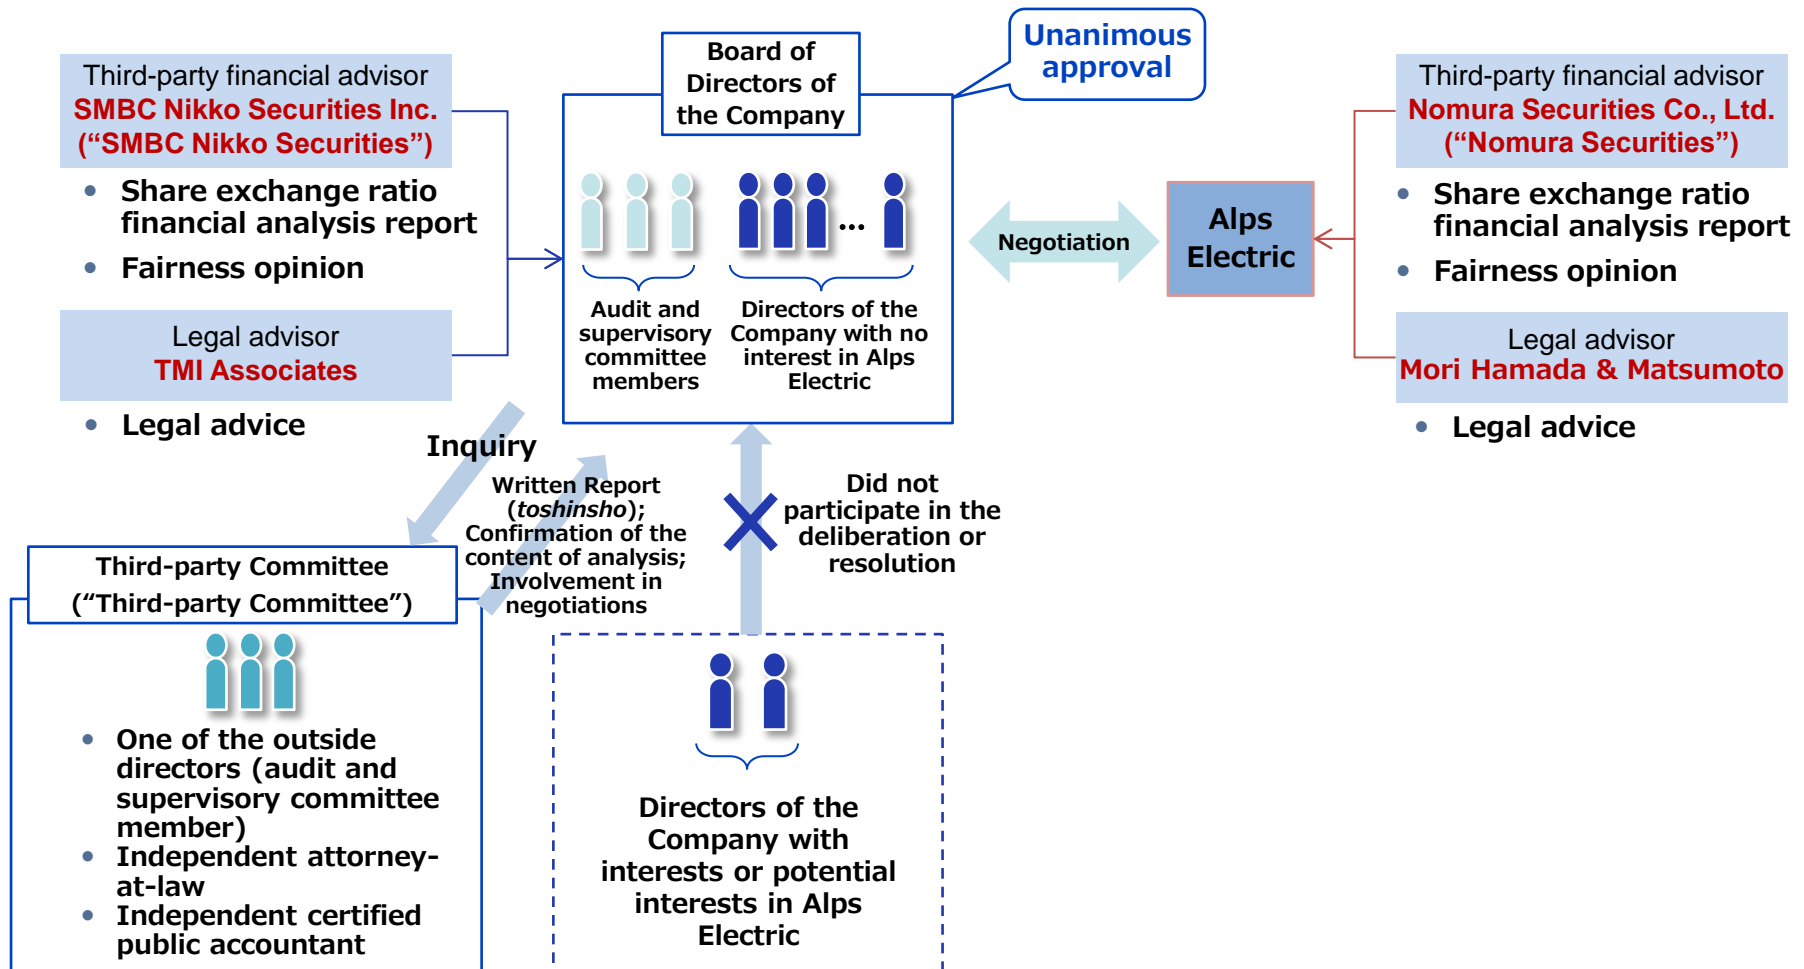 Third-party financial advisor
SMBC Nikko Securities Inc.
(“SMBC Nikko Securities”)
• Share exchange ratio
financial analysis report
• Fairness opinion
Legal advisor
TMI Associates
• Legal advice
Board of
Directors of
the Company
Unanimous
approval
...
Audit and
supervisory
committee
members
Directors of the
Company with no
interest in Alps
Electric
Negotiation
Alps
Electric
Third-party financial advisor
Nomura Securities Co., Ltd.
(“Nomura Securities”)
• Share exchange ratio
financial analysis report
• Fairness opinion
Legal advisor
Mori Hamada & Matsumoto
• Legal advice
Inquiry
Written Report
(toshinsho);
Confirmation of the
content of analysis;
Involvement in
negotiations
Did not
participate in the
deliberation or
resolution
Third-party Committee
(“Third-party Committee”)
• One of the outside
directors (audit and
supervisory committee
member)
• Independent attorney-
at-law
• Independent certified
public accountant
Directors of the
Company with
interests or potential
interests in Alps
Electric